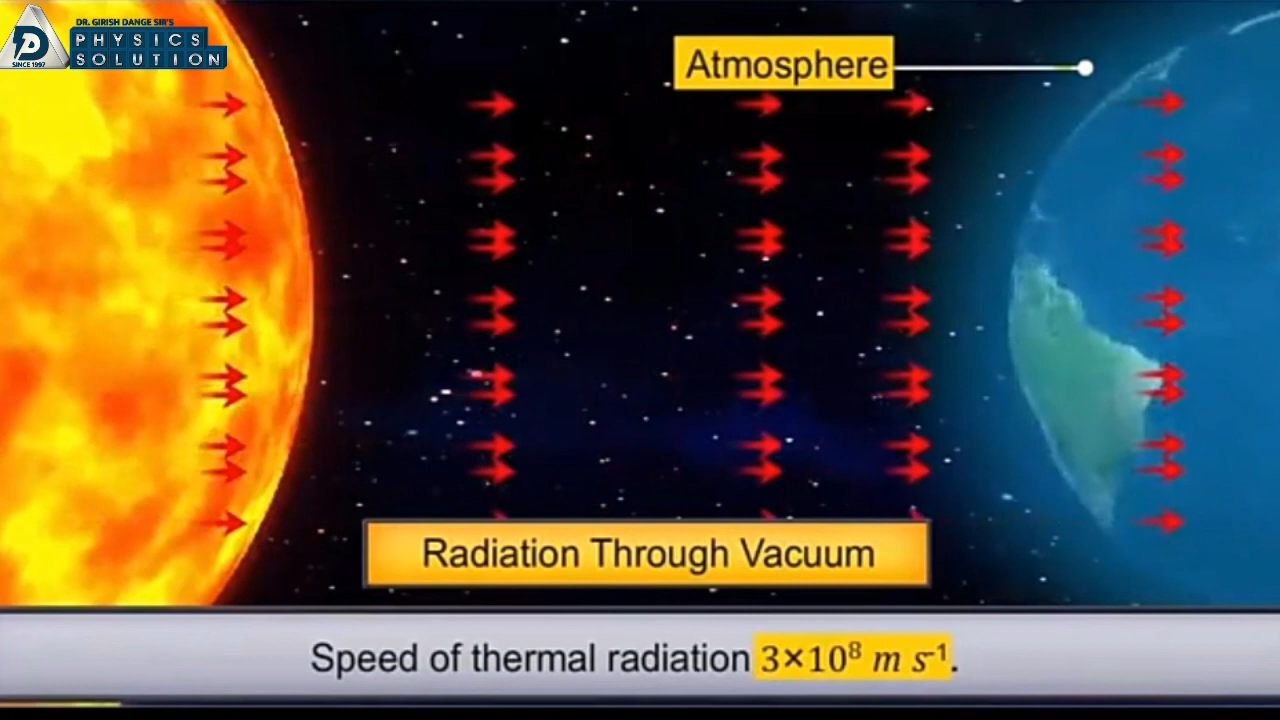 DR. GIRISH DANGE SIR'S
PHYSICS
SOLUTION
SINCE 1997
Atmosphere
Radiation Through Vacuum
Speed of thermal radiation 3×10⁸ m s⁻¹.